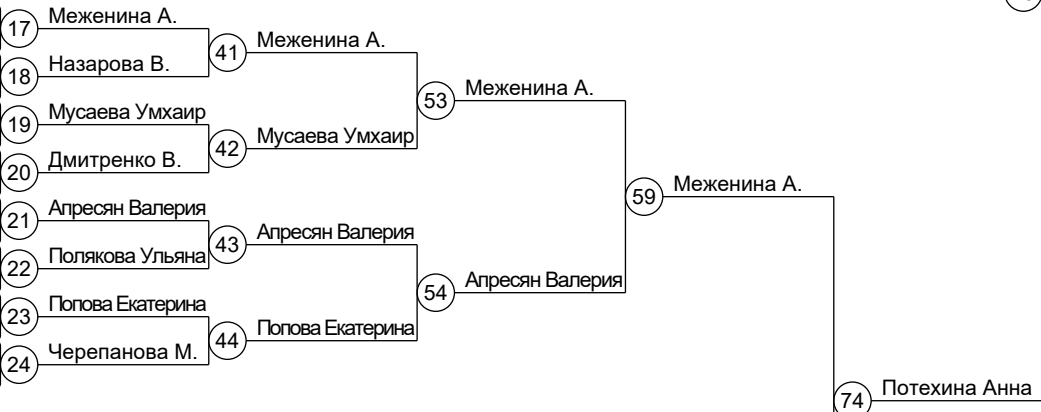 17 Меженина А.
41 Меженина А.
18 Назарова В.
53 Меженина А.
19 Мусаева Умхаир
42 Мусаева Умхаир
20 Дмитренко В.
59 Меженина А.
21 Апресян Валерия
43 Апресян Валерия
22 Полякова Ульяна
54 Апресян Валерия
23 Попова Екатерина
44 Попова Екатерина
24 Черепанова М.
74 Потехина Анна